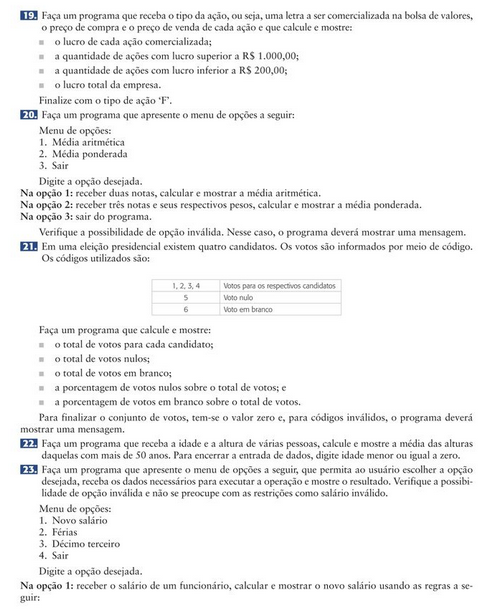 19. Faça um programa que receba o tipo da ação, ou seja, uma letra a ser comercializada na bolsa de valores,
o preço de compra e o preço de venda de cada ação e que calcule e mostre:
■ o lucro de cada ação comercializada;
■ a quantidade de ações com lucro superior a R$ 1.000,00;
■ a quantidade de ações com lucro inferior a R$ 200,00;
■ o lucro total da empresa.
Finalize com o tipo de ação ‘F’.
20. Faça um programa que apresente o menu de opções a seguir:
Menu de opções:
1. Média aritmética
2. Média ponderada
3. Sair
Digite a opção desejada.
Na opção 1: receber duas notas, calcular e mostrar a média aritmética.
Na opção 2: receber três notas e seus respectivos pesos, calcular e mostrar a média ponderada.
Na opção 3: sair do programa.
Verifique a possibilidade de opção inválida. Nesse caso, o programa deverá mostrar uma mensagem.
21. Em uma eleição presidencial existem quatro candidatos. Os votos são informados por meio de código.
Os códigos utilizados são:
1, 2, 3, 4 Votos para os respectivos candidatos
5 Voto nulo
6 Voto em branco
Faça um programa que calcule e mostre:
■ o total de votos para cada candidato;
■ o total de votos nulos;
■ o total de votos em branco;
■ a porcentagem de votos nulos sobre o total de votos; e
■ a porcentagem de votos em branco sobre o total de votos.
Para finalizar o conjunto de votos, tem-se o valor zero e, para códigos inválidos, o programa deverá
mostrar uma mensagem.
22. Faça um programa que receba a idade e a altura de várias pessoas, calcule e mostre a média das alturas
daquelas com mais de 50 anos. Para encerrar a entrada de dados, digite idade menor ou igual a zero.
23. Faça um programa que apresente o menu de opções a seguir, que permita ao usuário escolher a opção
desejada, receba os dados necessários para executar a operação e mostre o resultado. Verifique a possibi-
lidade de opção inválida e não se preocupe com as restrições como salário inválido.
Menu de opções:
1. Novo salário
2. Férias
3. Décimo terceiro
4. Sair
Digite a opção desejada.
Na opção 1: receber o salário de um funcionário, calcular e mostrar o novo salário usando as regras a se-
guir: